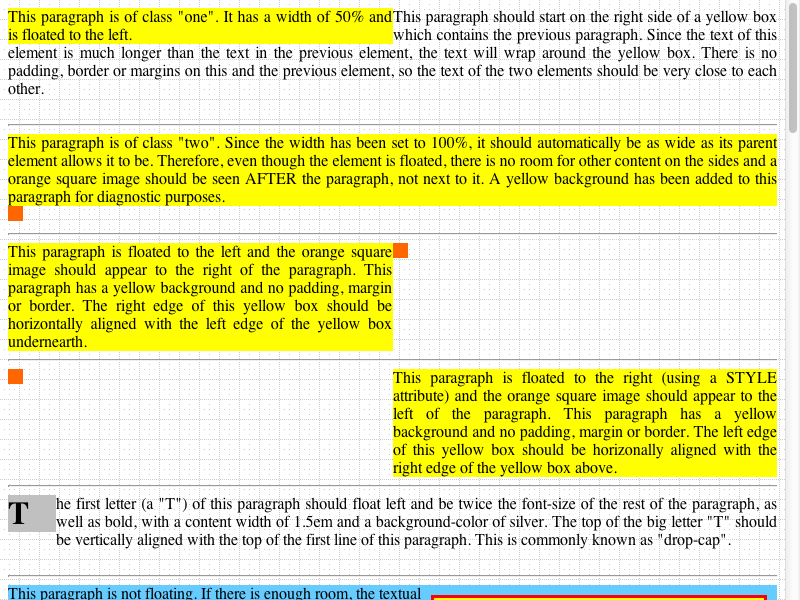 This paragraph is of class "one". It has a width of 50% and
is floated to the left.
This paragraph should start on the right side of a yellow box
which contains the previous paragraph. Since the text of this
element is much longer than the text in the previous element, the text will wrap around the yellow box. There is no
padding, border or margins on this and the previous element, so the text of the two elements should be very close to each
other.
This paragraph is of class "two". Since the width has been set to 100%, it should automatically be as wide as its parent
element allows it to be. Therefore, even though the element is floated, there is no room for other content on the sides and a
orange square image should be seen AFTER the paragraph, not next to it. A yellow background has been added to this
paragraph for diagnostic purposes.
This paragraph is floated to the left and the orange square
image should appear to the right of the paragraph. This
paragraph has a yellow background and no padding, margin
or border. The right edge of this yellow box should be
horizontally aligned with the left edge of the yellow box
undernearth.
This paragraph is floated to the right (using a STYLE
attribute) and the orange square image should appear to the
left of the paragraph. This paragraph has a yellow
background and no padding, margin or border. The left edge
of this yellow box should be horizonally aligned with the
right edge of the yellow box above.
The first letter (a "T") of this paragraph should float left and be twice the font-size of the rest of the paragraph, as
well as bold, with a content width of 1.5em and a background-color of silver. The top of the big letter "T" should
be vertically aligned with the top of the first line of this paragraph. This is commonly known as "drop-cap".
This paragraph is not floating. If there is enough room, the textual